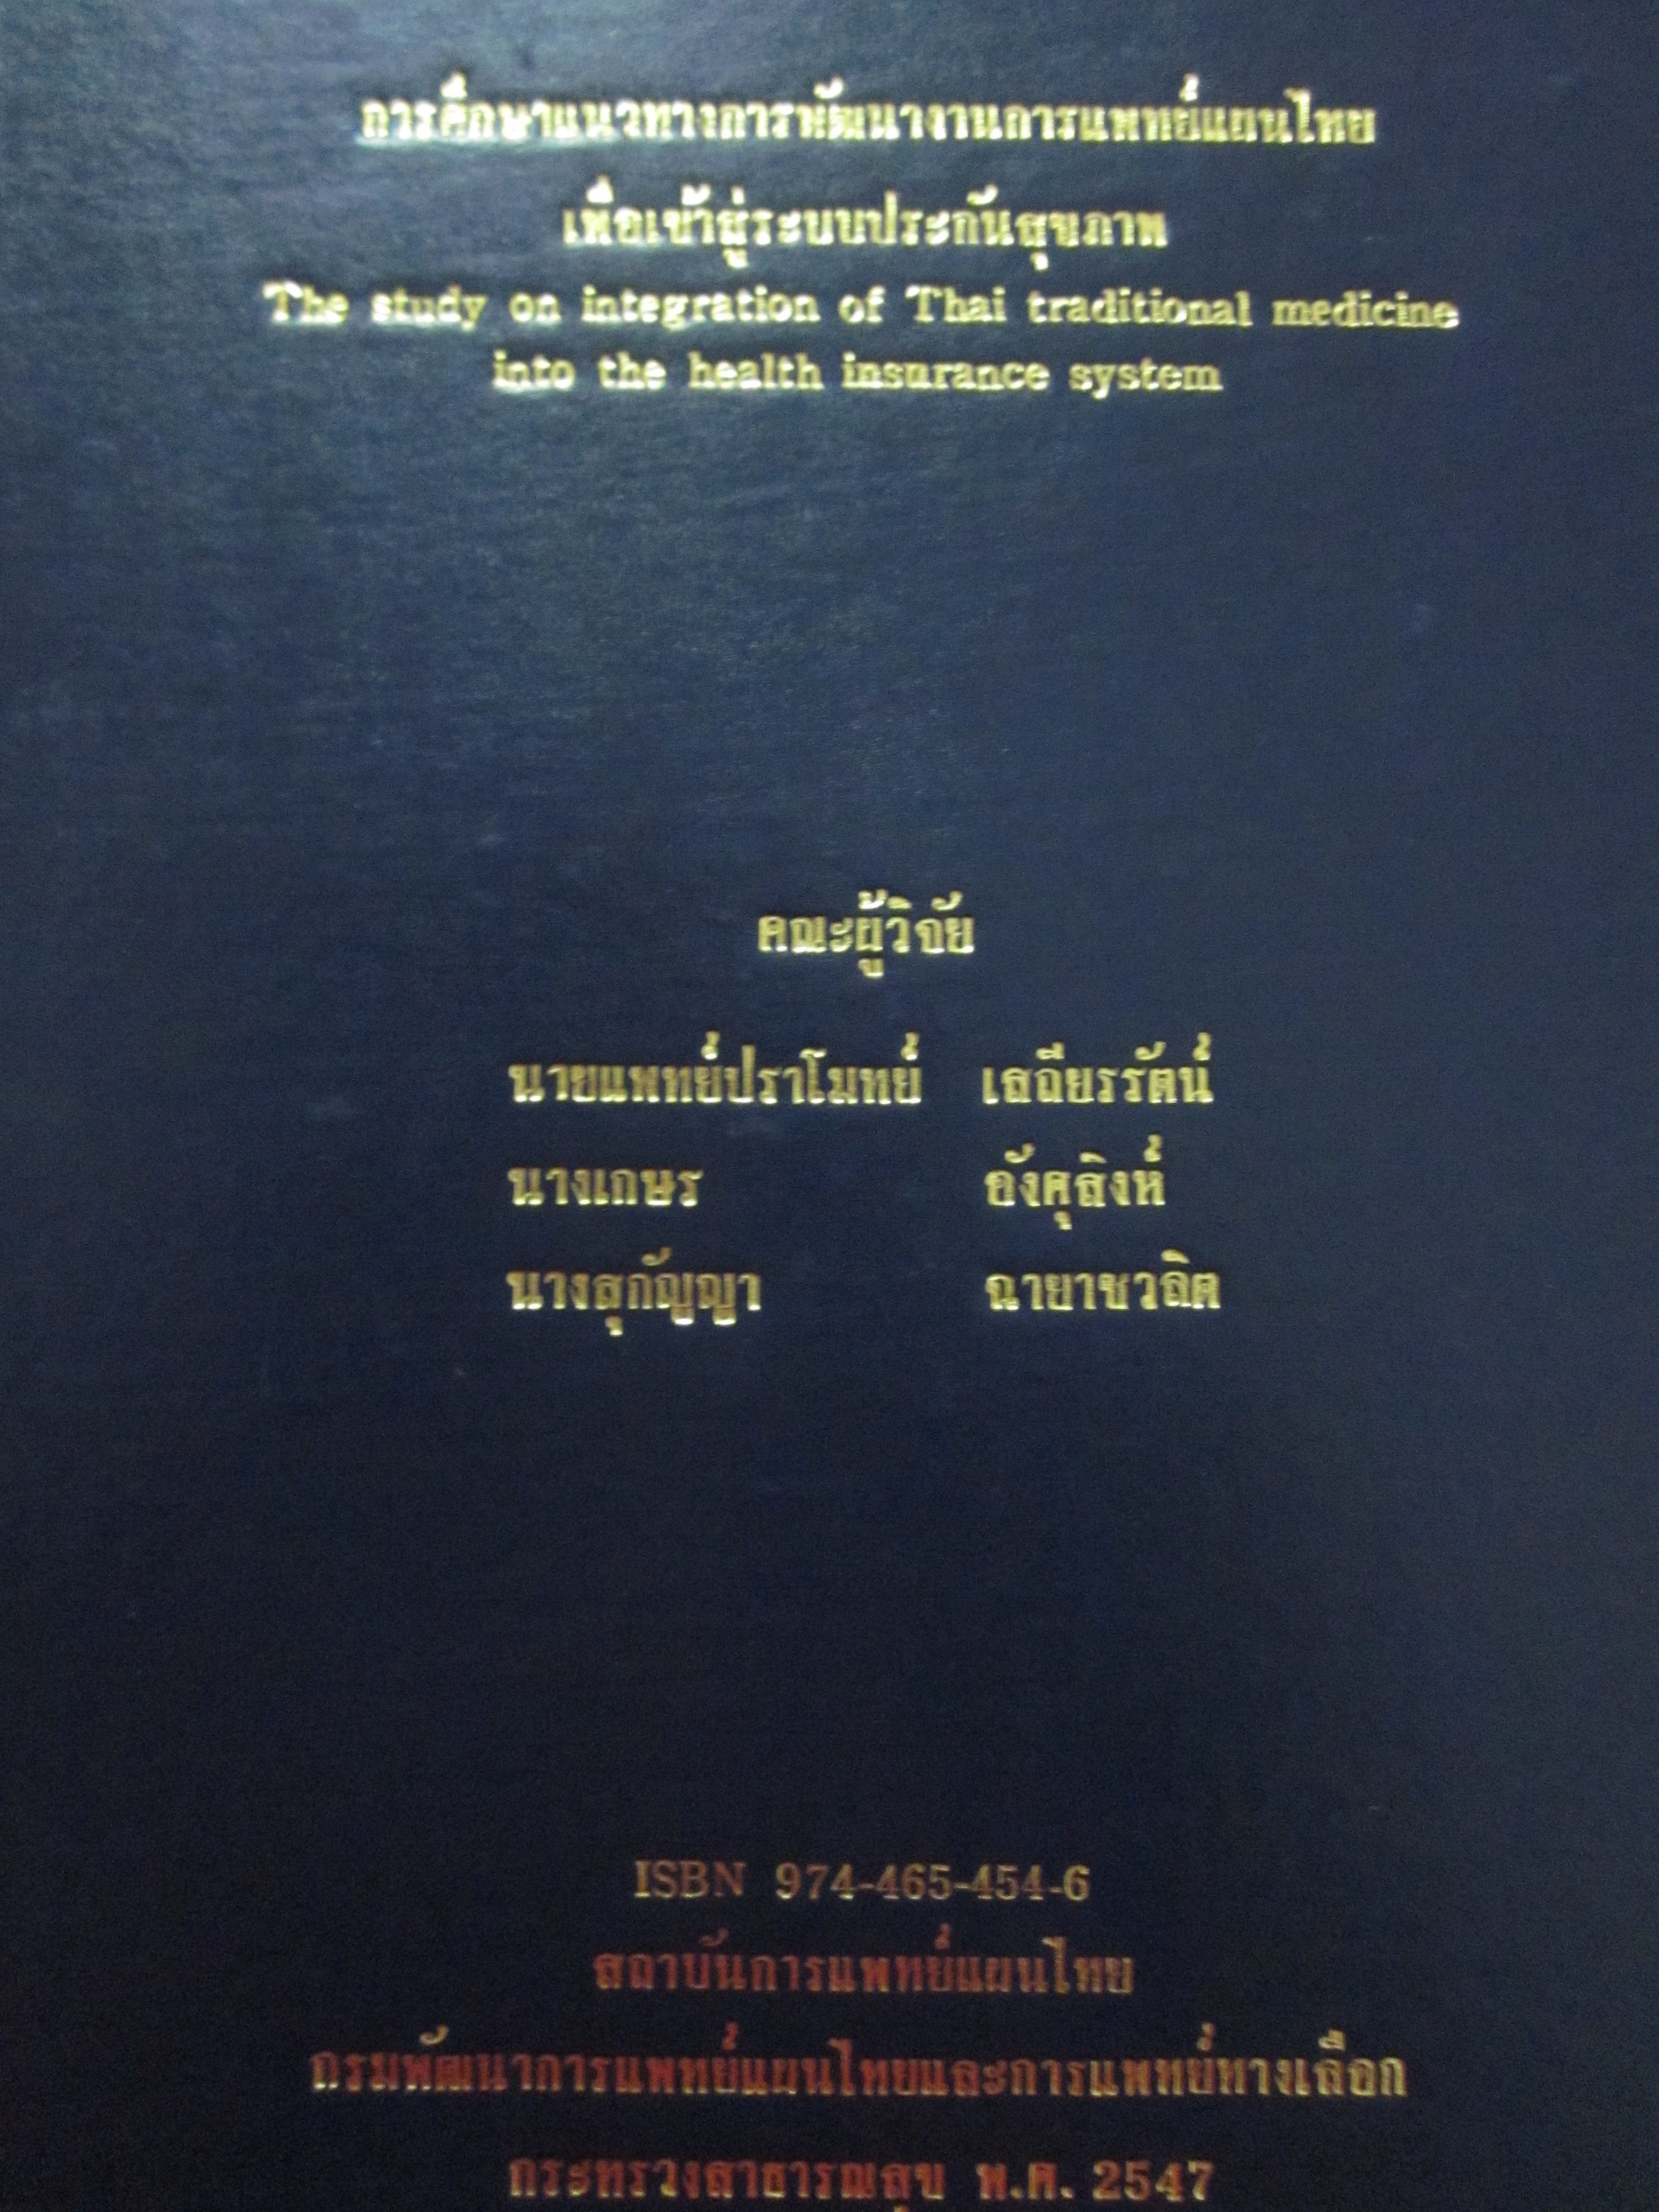 การศึกษาแนวทางการพัฒนางานการแพทย์แผนไทย
เพื่อเข้าสู่ระบบประกันสุขภาพ
The study on integration of Thai traditional medicine
into the health insurance system
คณะผู้วิจัย
นายแพทย์ปราโมทย์ เสถียรรัตน์
นางเกษร อังศุสิงห์
นางสุกัญญา ฉายาชวลิต
ISBN 974-465-454-6
สถาบันการแพทย์แผนไทย
กรมพัฒนาการแพทย์แผนไทยและการแพทย์ทางเลือก
กระทรวงสาธารณสุข พ.ศ. 2547